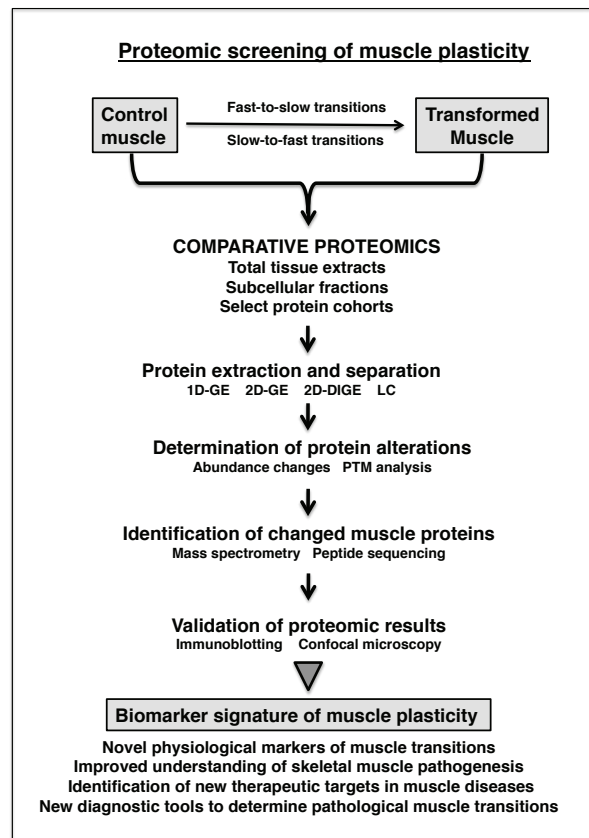 Proteomic screening of muscle plasticity
Control
muscle
Fast-to-slow transitions
Slow-to-fast transitions
Transformed
Muscle
COMPARATIVE PROTEOMICS
Total tissue extracts
Subcellular fractions
Select protein cohorts
Protein extraction and separation
1D-GE 2D-GE 2D-DIGE LC
Determination of protein alterations
Abundance changes PTM analysis
Identification of changed muscle proteins
Mass spectrometry Peptide sequencing
Validation of proteomic results
Immunoblotting Confocal microscopy
Biomarker signature of muscle plasticity
Novel physiological markers of muscle transitions
Improved understanding of skeletal muscle pathogenesis
Identification of new therapeutic targets in muscle diseases
New diagnostic tools to determine pathological muscle transitions